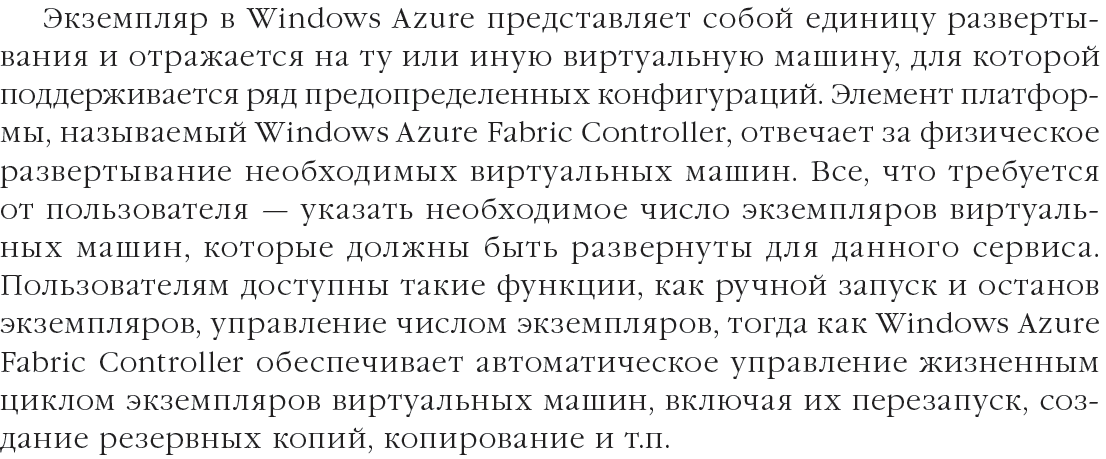 Экземпляр в Windows Azure представляет собой единицу разверты-
вания и отражается на ту или иную виртуальную машину, для которой
поддерживается ряд предопределенных конфигураций. Элемент платфор-
мы, называемый Windows Azure Fabric Controller, отвечает за физическое
развертывание необходимых виртуальных машин. Все, что требуется
от пользователя — указать необходимое число экземпляров виртуаль-
ных машин, которые должны быть развернуты для данного сервиса.
Пользователям доступны такие функции, как ручной запуск и останов
экземпляров, управление числом экземпляров, тогда как Windows Azure
Fabric Controller обеспечивает автоматическое управление жизненным
циклом экземпляров виртуальных машин, включая их перезапуск, соз-
дание резервных копий, копирование и т.п.